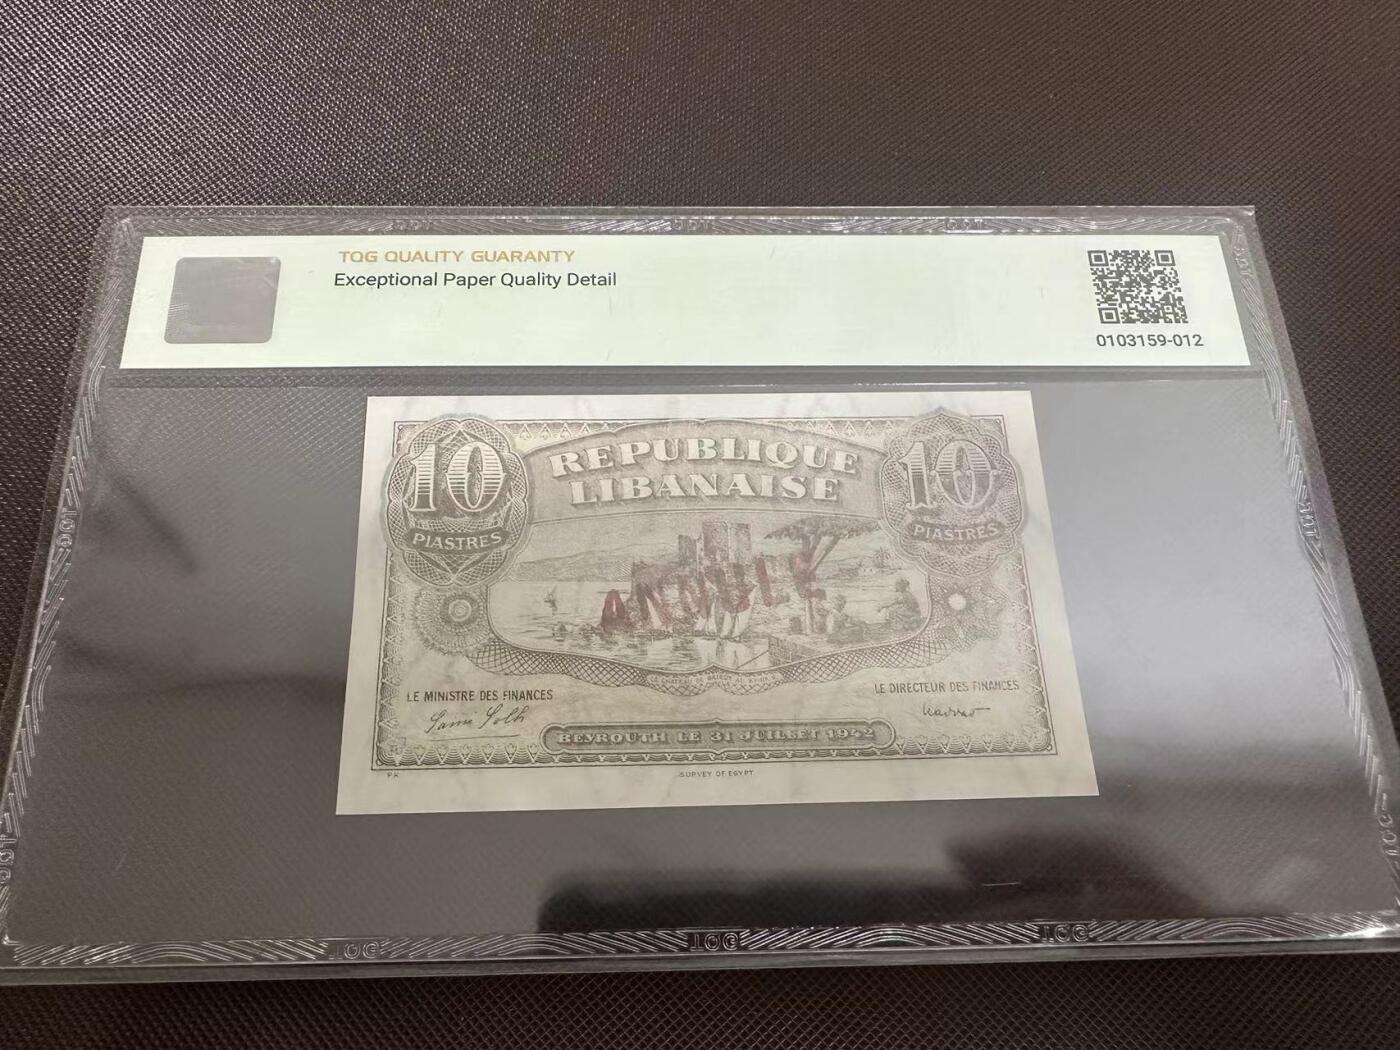 TQG QUALITY GUARANTY
Exceptional Paper Quality Detail
0103159-012
10
PIASTRES
REPUBLIQUE
LIBANAISE
10
PIASTRES
ANNULE
LE MINISTRE DES FINANCES
LE DIRECTEUR DES FINANCES
BEYROUTH LE 31 JUILLET 1942
SURVEY OF EGYPT